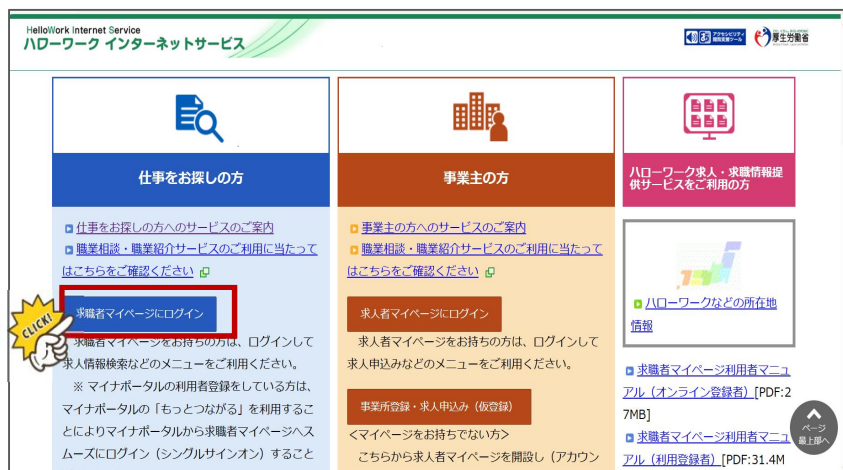 HelloWork Internet Service
ハローワーク インターネットサービス
アクセシビリティ
閲覧支援ツール
厚生労働省
仕事をお探しの方
仕事をお探しの方へのサービスのご案内
職業相談・職業紹介サービスのご利用に当たって
はこちらをご確認ください
求職者マイページにログイン
CLICK!
求職者マイページをお持ちの方は、ログインして
求人情報検索などのメニューをご利用ください。
※ マイナポータルの利用者登録をしている方は、
マイナポータルの「もっとつながる」を利用するこ
とによりマイナポータルから求職者マイページへス
ムーズにログイン（シングルサインオン）すること
事業主の方
事業主の方へのサービスのご案内
職業相談・職業紹介サービスのご利用に当たって
はこちらをご確認ください
求人者マイページにログイン
求人者マイページをお持ちの方は、ログインして
求人申込みなどのメニューをご利用ください。
事業所登録・求人申込み（仮登録）
<マイページをお持ちでない方>
こちらから求人者マイページを開設し（アカウン
ハローワーク求人・求職情報提
供サービスをご利用の方
ハローワークなどの所在地
情報
求職者マイページ利用者マニュ
アル（オンライン登録者）[PDF:2
7MB]
求職者マイページ利用者マニュ
アル（利用登録者）[PDF:31.4M
ページ
最上部へ